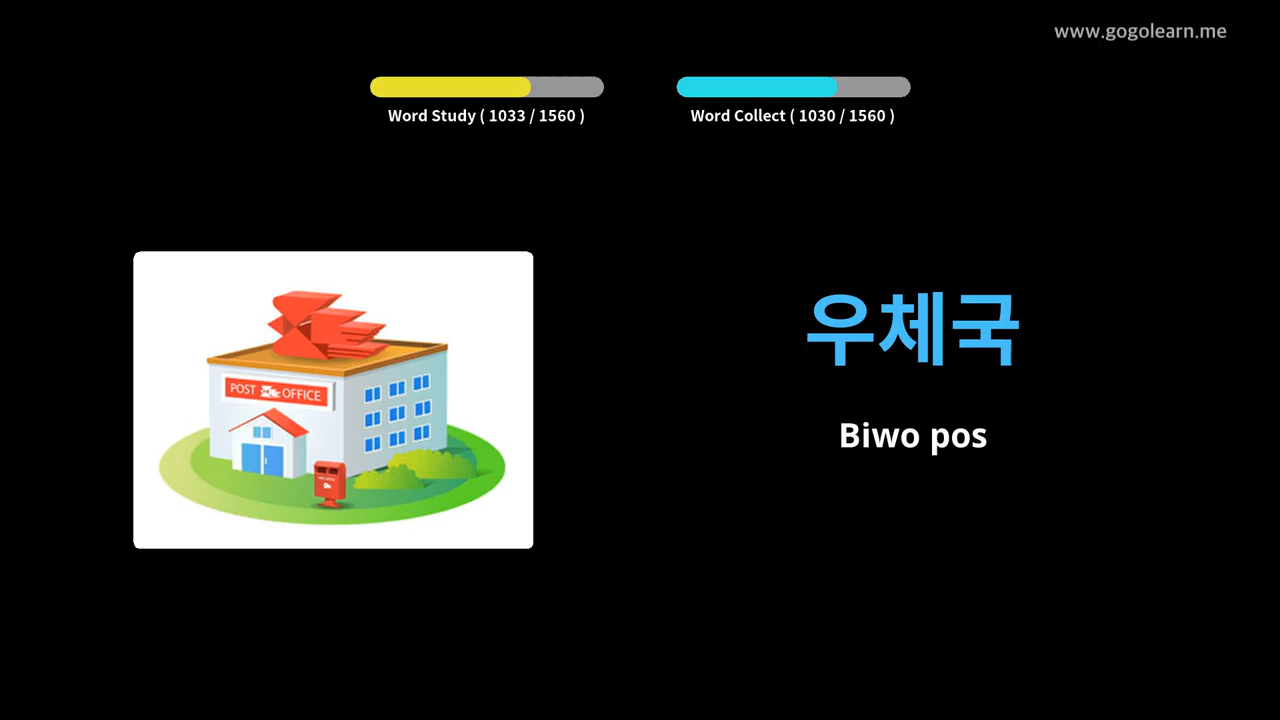 www.gogolearn.me
Word Study ( 1033 / 1560 )
Word Collect ( 1030 / 1560 )
POST OFFICE
우체국
Biwo pos